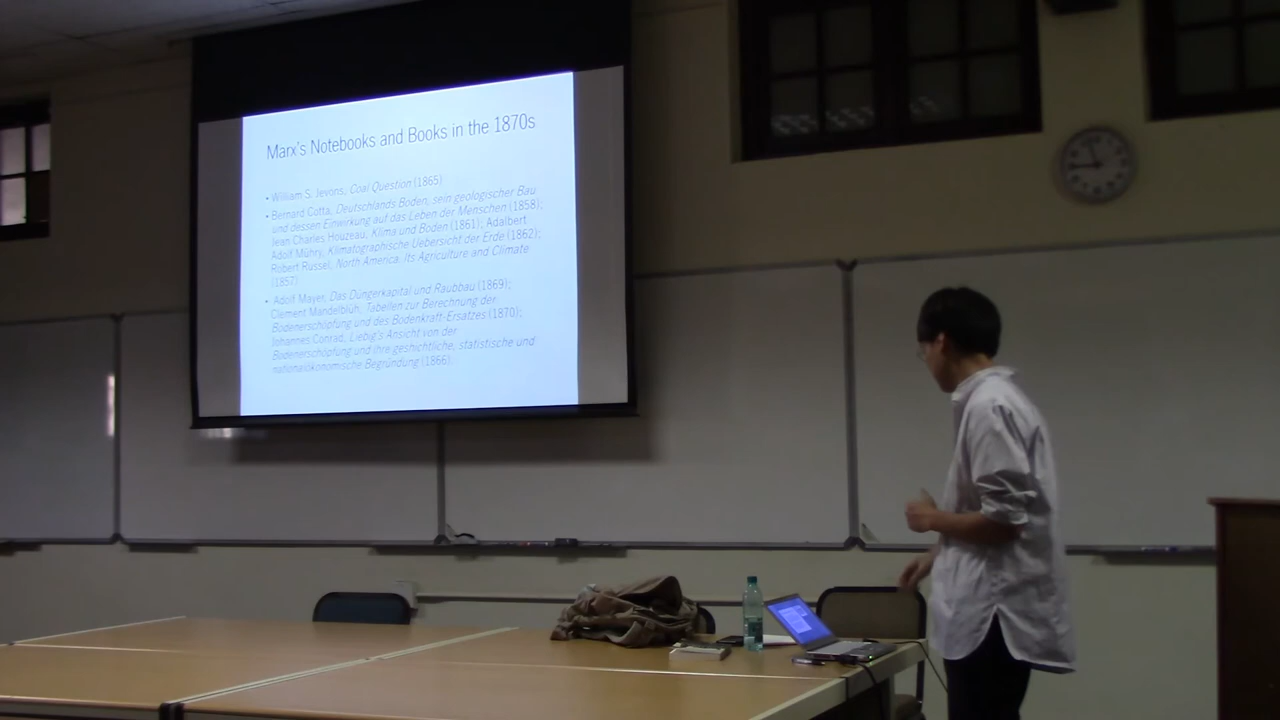 Marx's Notebooks and Books in the 1870s
• William S. Jevons, Coal Question (1865)
• Bernard Cotta, Deutschlands Boden, sein geologischer Bau
und dessen Einwirkung auf das Leben der Menschen (1858);
Jean Charles Houzeau, Klima und Boden (1861); Adalbert
Adolf Mühry, Klimatographische Uebersicht der Erde (1862);
Robert Russel, North America: Its Agriculture and Climate
(1857)
• Adolf Mayer, Das Düngerkapital und Raubbau (1869);
Clement Mandelblüh, Tabellen zur Berechnung der
Bodenerschöpfung und des Bodenkraft-Ersatzes (1870);
Johannes Conrad, Liebig's Ansicht von der
Bodenerschöpfung und ihre geshichtliche, statistische und
nationalökonomische Begründung (1866)